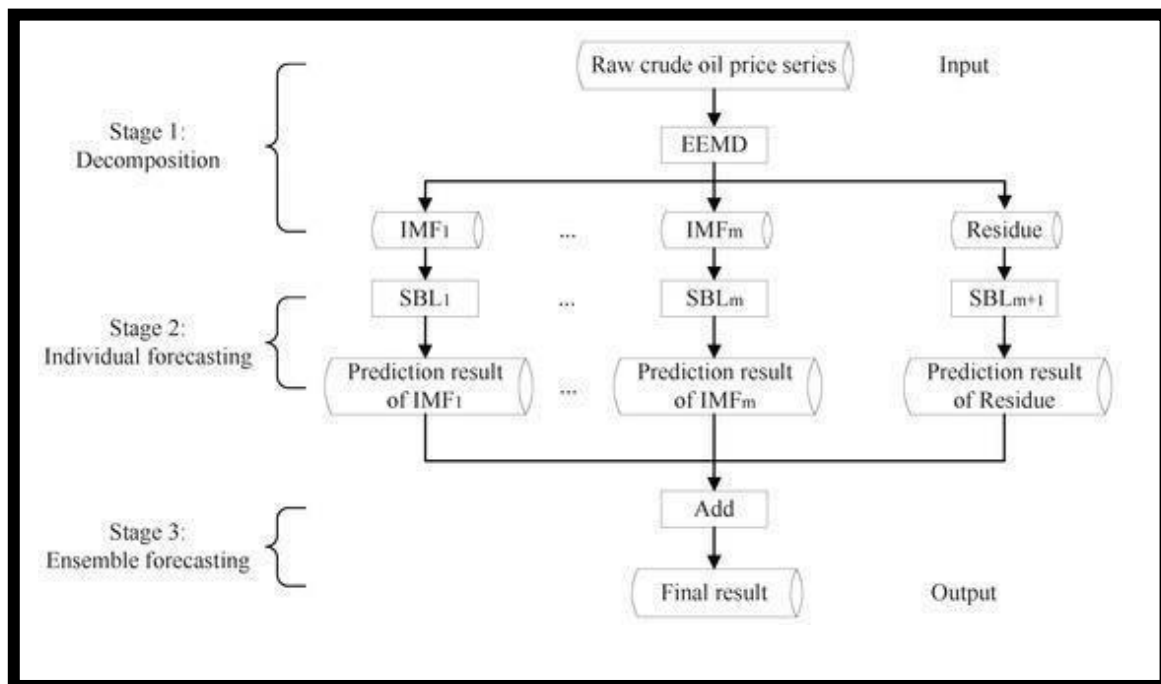 Raw crude oil price series
Input
Stage 1:
Decomposition
EEMD
IMF1
...
IMFm
Residue
SBL1
...
SBLm
SBLm+1
Stage 2:
Individual forecasting
Prediction result
of IMF1
...
Prediction result
of IMFm
Prediction result
of Residue
Stage 3:
Ensemble forecasting
Add
Final result
Output